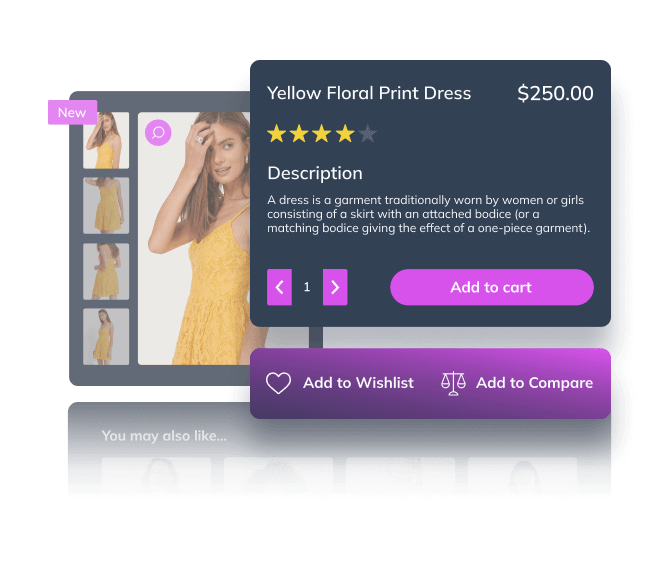 New
Yellow Floral Print Dress
$250.00
Description
A dress is a garment traditionally worn by women or girls
consisting of a skirt with an attached bodice (or a
matching bodice giving the effect of a one-piece garment).
1
Add to cart
Add to Wishlist
Add to Compare
You may also like...